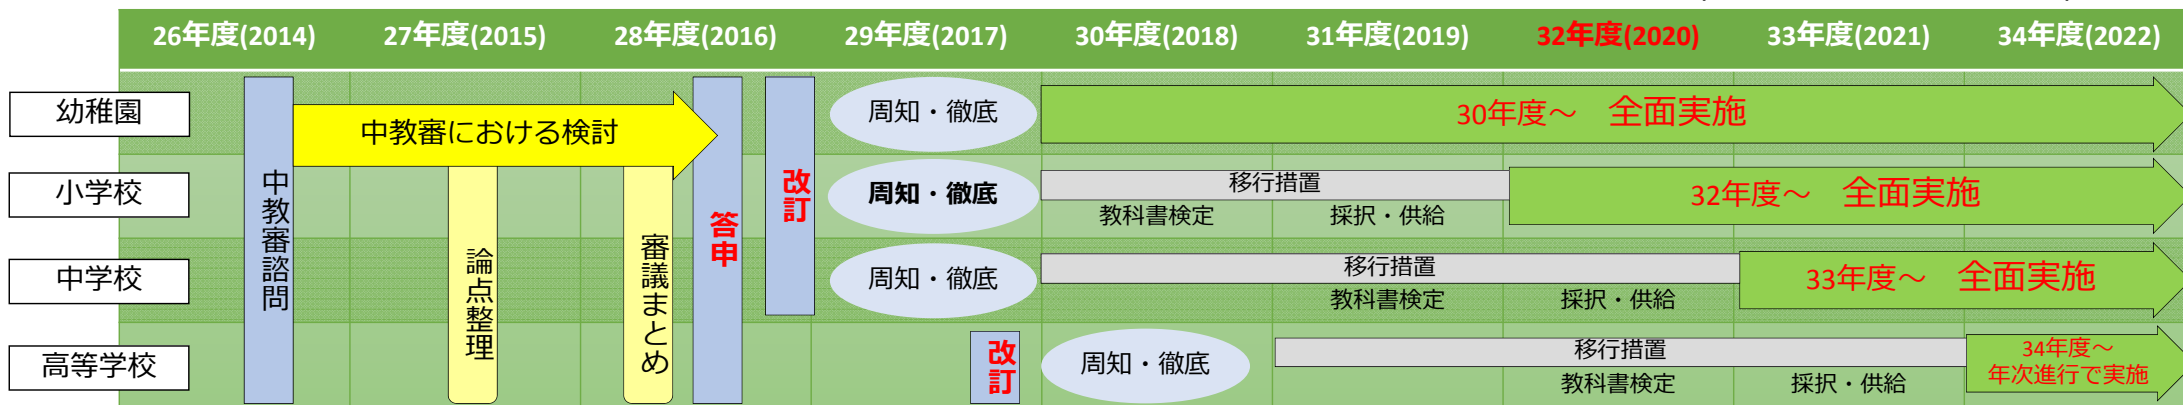 26年度(2014) 27年度(2015) 28年度(2016) 29年度(2017) 30年度(2018) 31年度(2019) 32年度(2020) 33年度(2021) 34年度(2022)
幼稚園
小学校
中学校
高等学校
中教審諮問
中教審における検討
論点整理
審議まとめ
答申
改訂
改訂
周知・徹底
30年度～ 全面実施
周知・徹底
移行措置
教科書検定
採択・供給
32年度～ 全面実施
周知・徹底
移行措置
教科書検定
採択・供給
33年度～ 全面実施
周知・徹底
移行措置
教科書検定
採択・供給
34年度～
年次進行で実施